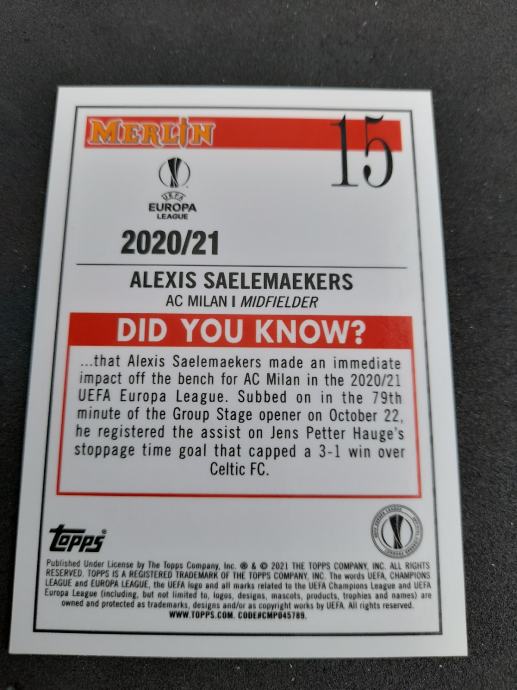 MERLIN
15
UEFA
EUROPA
LEAGUE
2020/21
ALEXIS SAELEMAEKERS
AC MILAN I MIDFIELDER
DID YOU KNOW?
...that Alexis Saelemaekers made an immediate
impact off the bench for AC Milan in the 2020/21
UEFA Europa League. Subbed on in the 79th
minute of the Group Stage opener on October 22,
he registered the assist on Jens Petter Hauge's
stoppage time goal that capped a 3-1 win over
Celtic FC.
Topps
Published Under License by The Topps Company, Inc. ® & © 2021 THE TOPPS COMPANY, INC. ALL RIGHTS
RESERVED. TOPPS IS A REGISTERED TRADEMARK OF THE TOPPS COMPANY, INC. The words UEFA, CHAMPIONS
LEAGUE and EUROPA LEAGUE, the UEFA logo and all marks related to the UEFA Champions League and UEFA
Europa League (including, but not limited to, logos, designs, mascots, products, trophies and names) are
owned and protected as trademarks, designs and/or as copyright works by UEFA. All rights reserved.
WWW.TOPPS.COM. CODE#CMP045789.